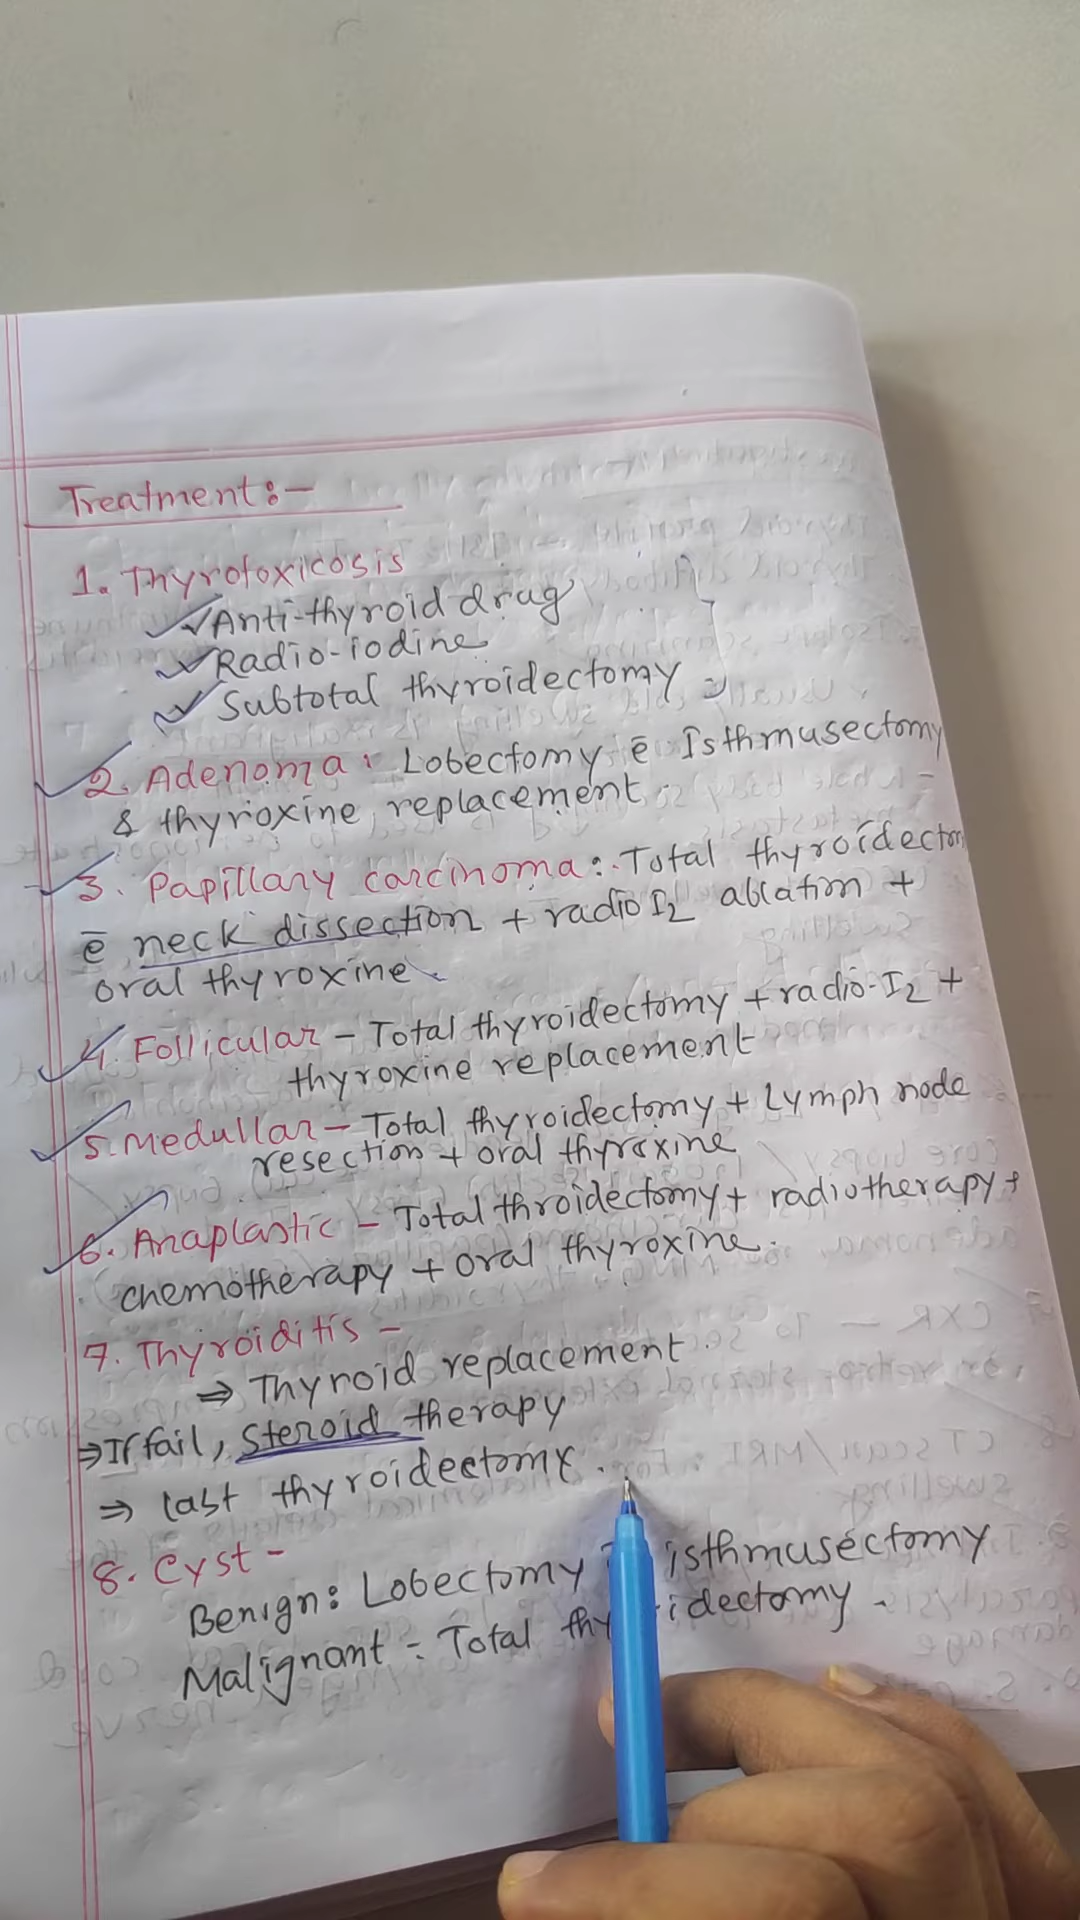 Treatment:-
1. Thyrotoxicosis
✓Anti-thyroid drug
✓Radio-iodine
✓Subtotal thyroidectomy
2. Adenoma: Lobectomy ē Isthmusectomy
& thyroxine replacement.
3. Papillary carcinoma: Total thyroidectom
ē neck dissection + radio I2 ablation +
oral thyroxine
4. Follicular - Total thyroidectomy + radio-I2 +
thyroxine replacement
5. Medullar - Total thyroidectomy + Lymph node
resection + oral thyroxine
6. Anaplastic - Total throidectomy + radiotherapy +
chemotherapy + oral thyroxine.
7. Thyroiditis -
⇒ Thyroid replacement.
⇒ If fail, Steroid therapy
⇒ last thyroidectomy.
8. Cyst -
Benign: Lobectomy isthmusectomy
Malignant: Total